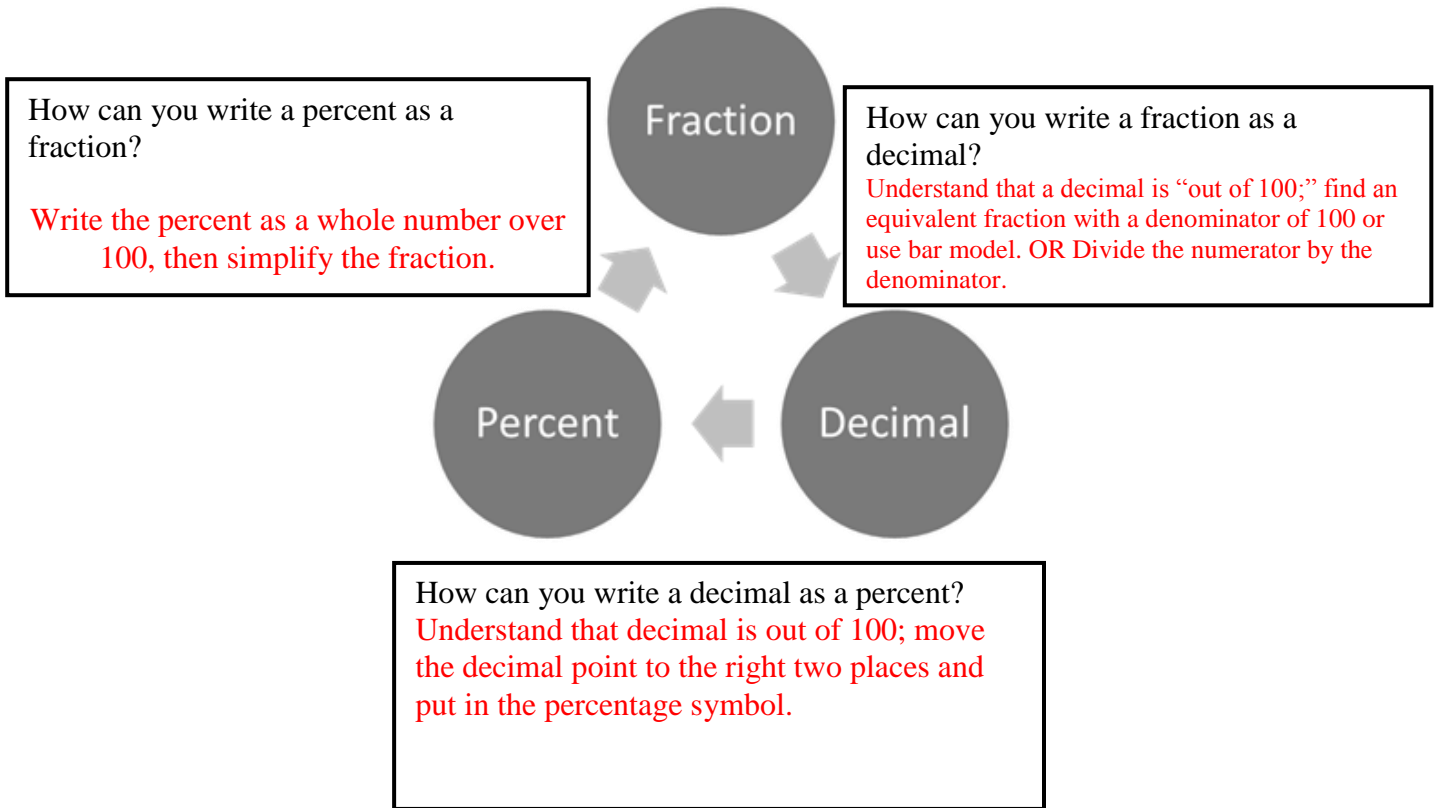 Fraction
How can you write a percent as a
fraction?
Write the percent as a whole number over
100, then simplify the fraction.
How can you write a fraction as a
decimal?
Understand that a decimal is “out of 100;” find an
equivalent fraction with a denominator of 100 or
use bar model. OR Divide the numerator by the
denominator.
Percent
Decimal
How can you write a decimal as a percent?
Understand that decimal is out of 100; move
the decimal point to the right two places and
put in the percentage symbol.